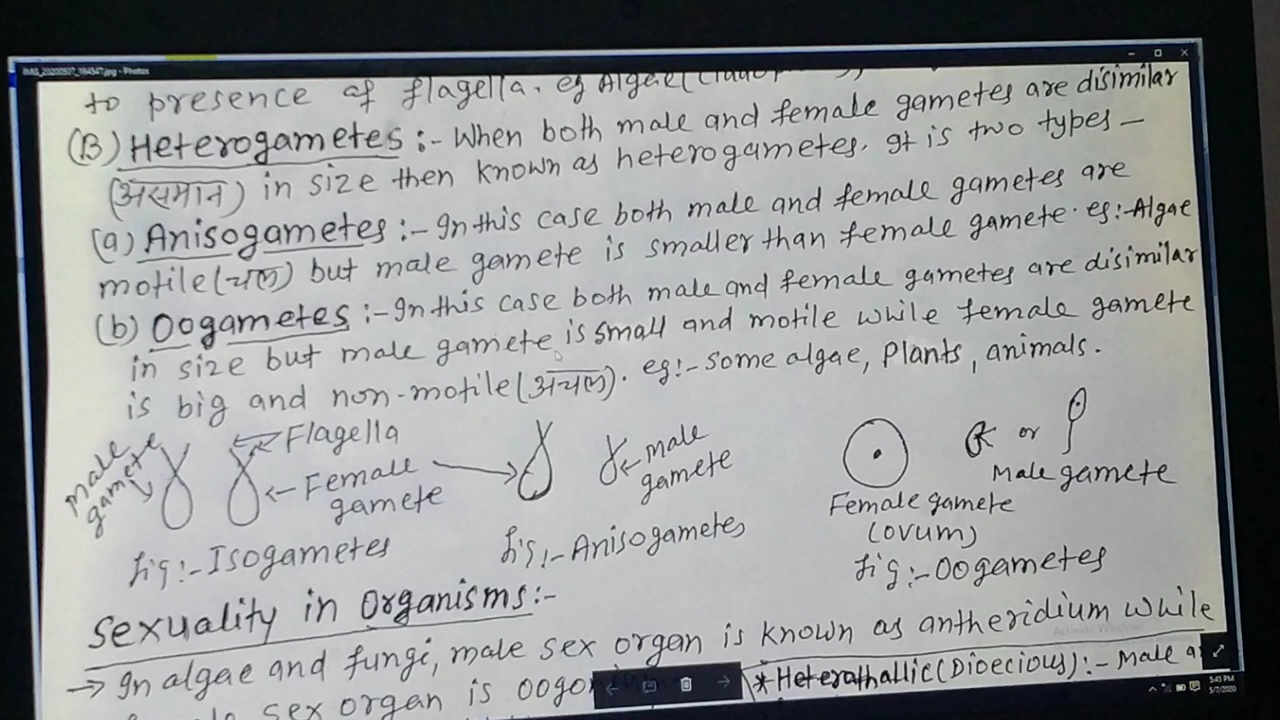 to presence of flagella. eg Algae(
(B) Heterogametes :- When both male and female gametes are disimilar
(असमान) in size then known as heterogametes. It is two types -
(a) Anisogametes :- In this case both male and female gametes are
motile(चल) but male gamete is smaller than female gamete. eg:- Algae
(b) Oogametes :- In this case both male and female gametes are disimilar
in size but male gamete is small and motile while female gamete
is big and non-motile(अचल). eg:- some algae, Plants, animals.
Male gamete
Flagella
Female gamete
male gamete
or
Male gamete
Female gamete
(ovum)
fig:- Isogametes
fig:- Anisogametes
fig:- Oogametes
Sexuality in Organisms:-
→ In algae and fungi, male sex organ is known as antheridium while
sex organ is
* Heterothallic(Dioecious):- Male
5:43 PM
5/7/2020